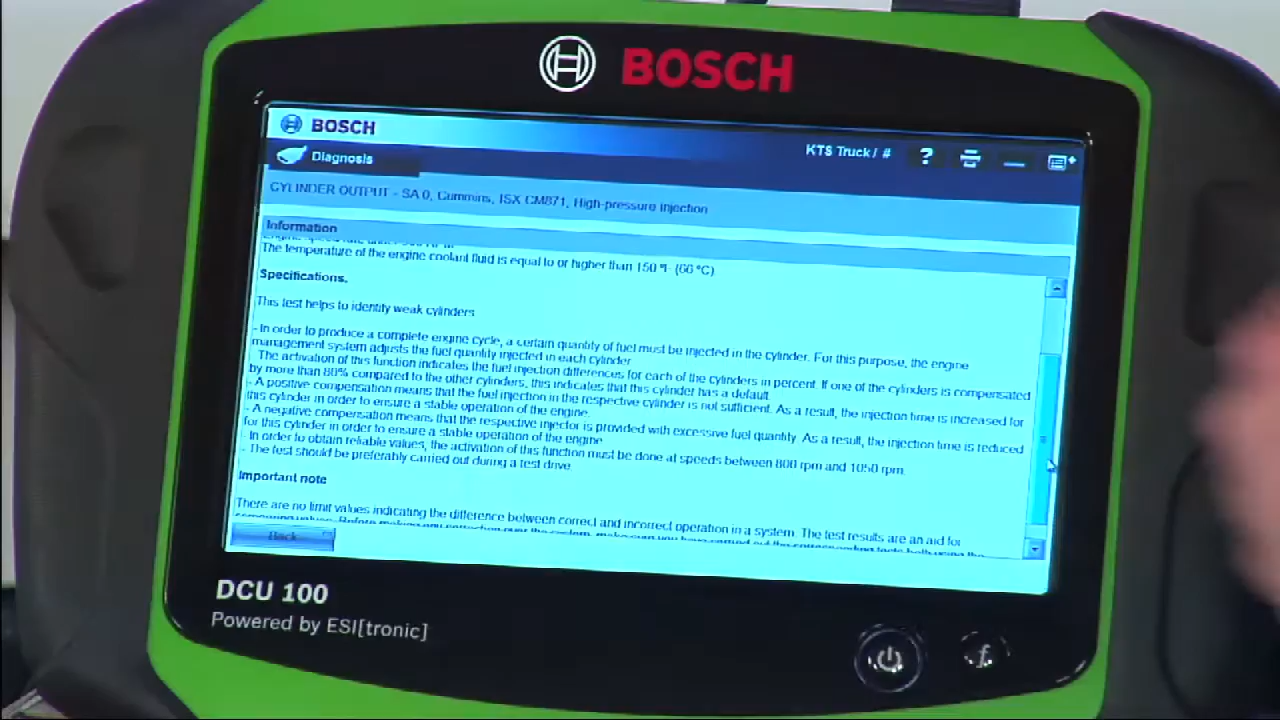 BOSCH
BOSCH
KTS Truck / #
?
Diagnosis
CYLINDER OUTPUT - SA 0, Cummins, ISX CM871, High-pressure Injection
Information
The temperature of the engine coolant fluid is equal to or higher than 150 °F (66 °C)
Specifications.
This test helps to identify weak cylinders
- In order to produce a complete engine cycle, a certain quantity of fuel must be injected in the cylinder. For this purpose, the engine
management system adjusts the fuel quantity injected in each cylinder
- The activation of this function indicates the fuel injection differences for each of the cylinders in percent. If one of the cylinders is compensated
by more than 80% compared to the other cylinders, this indicates that this cylinder has a default.
- A positive compensation means that the fuel injection in the respective cylinder is not sufficient. As a result, the injection time is increased for
this cylinder in order to ensure a stable operation of the engine.
- A negative compensation means that the respective injector is provided with excessive fuel quantity. As a result, the injection time is reduced
for this cylinder in order to ensure a stable operation of the engine
- In order to obtain reliable values, the activation of this function must be done at speeds between 800 rpm and 1050 rpm.
- The test should be preferably carried out during a test drive
Important note
There are no limit values indicating the difference between correct and incorrect operation in a system. The test results are an aid for
Back
DCU 100
Powered by ESI[tronic]
f